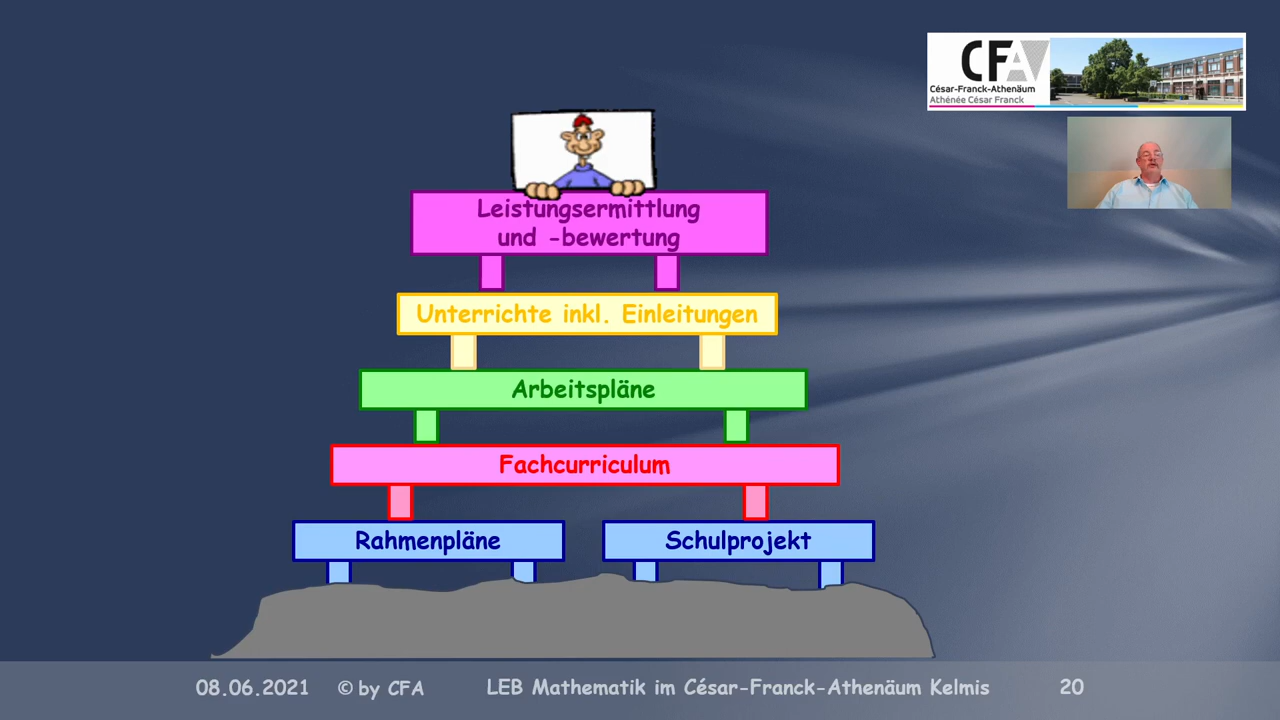 CFA
César-Franck-Athenäum
Athénée César Franck
Leistungsermittlung
und -bewertung
Unterrichte inkl. Einleitungen
Arbeitspläne
Fachcurriculum
Rahmenpläne
Schulprojekt
08.06.2021
© by CFA
LEB Mathematik im César-Franck-Athenäum Kelmis
20